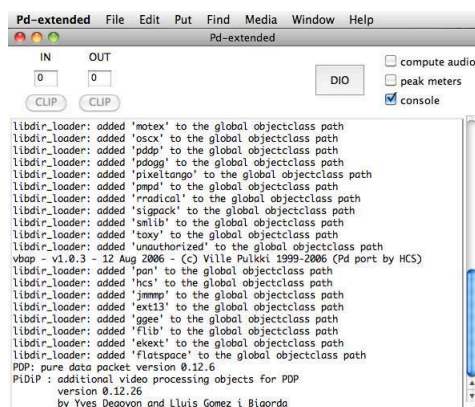 Pd-extended File Edit Put Find Media Window Help
Pd-extended
IN OUT
compute audio
0 0
DIO
peak meters
CLIP CLIP
console
libdir_loader: added 'motex' to the global objectclass path
libdir_loader: added 'oscx' to the global objectclass path
libdir_loader: added 'pddp' to the global objectclass path
libdir_loader: added 'pdogg' to the global objectclass path
libdir_loader: added 'pixeltango' to the global objectclass path
libdir_loader: added 'pmpd' to the global objectclass path
libdir_loader: added 'rradical' to the global objectclass path
libdir_loader: added 'sigpack' to the global objectclass path
libdir_loader: added 'smlib' to the global objectclass path
libdir_loader: added 'toxy' to the global objectclass path
libdir_loader: added 'unauthorized' to the global objectclass path
vbap - v1.0.3 - 12 Aug 2006 - (c) Ville Pulkki 1999-2006 (Pd port by HCS)
libdir_loader: added 'pan' to the global objectclass path
libdir_loader: added 'hcs' to the global objectclass path
libdir_loader: added 'jmmmp' to the global objectclass path
libdir_loader: added 'ext13' to the global objectclass path
libdir_loader: added 'ggee' to the global objectclass path
libdir_loader: added 'flib' to the global objectclass path
libdir_loader: added 'ekext' to the global objectclass path
libdir_loader: added 'flatspace' to the global objectclass path
PDP: pure data packet version 0.12.6
PiDiP : additional video processing objects for PDP
version 0.12.26
by Yves Degoyon and Lluis Gomez i Bigorda